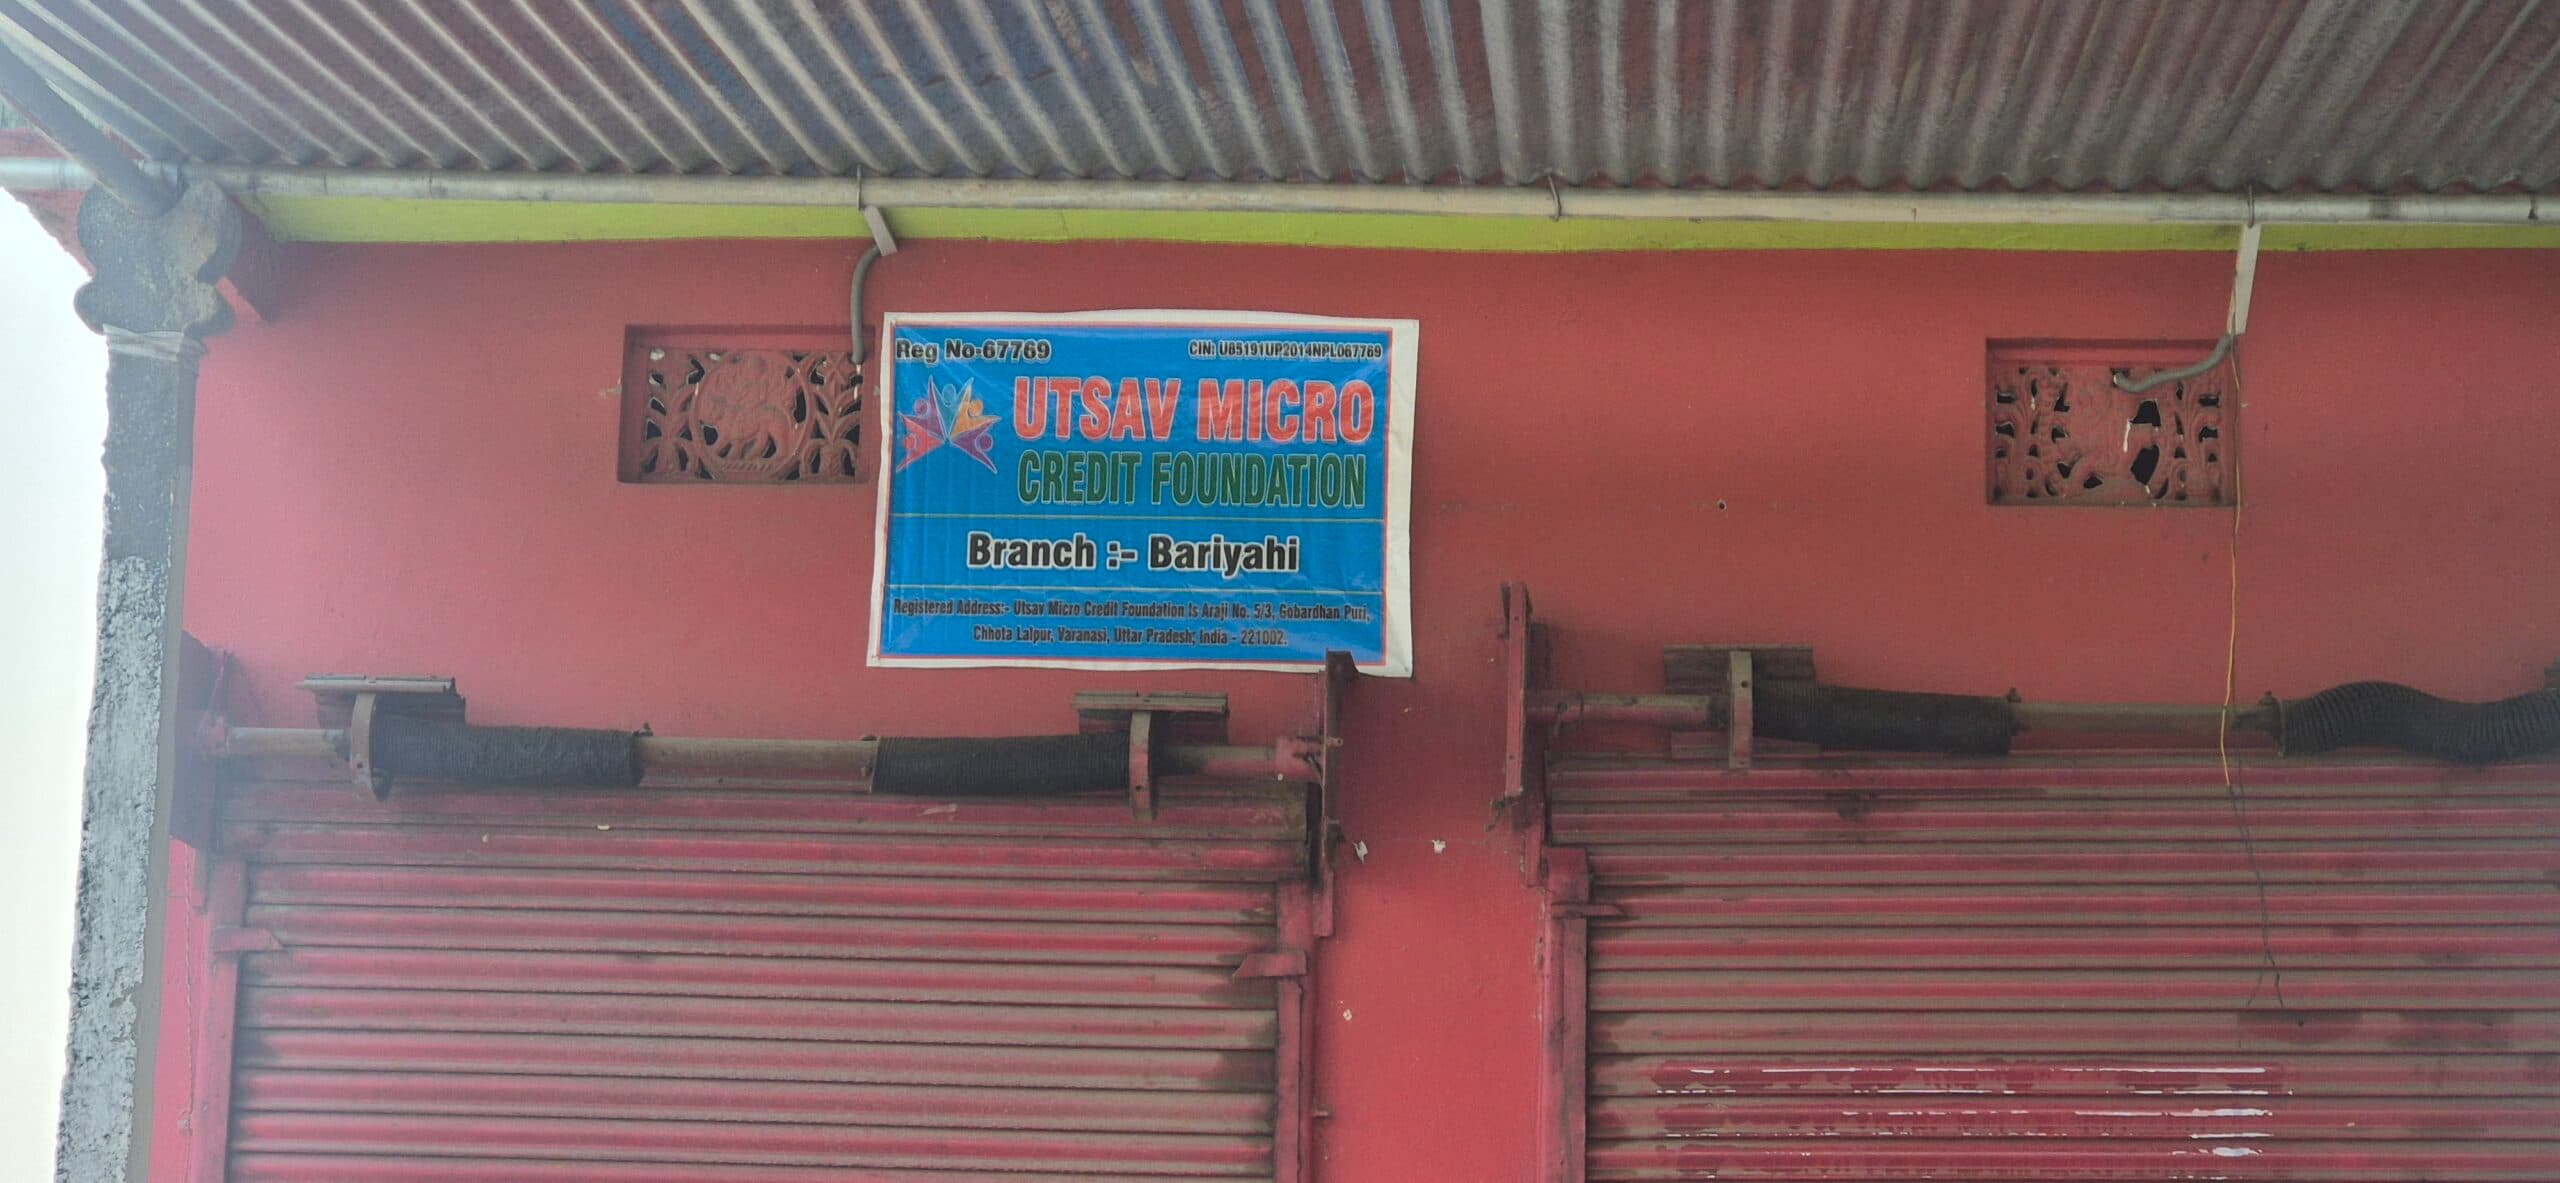 Reg No-67769
CIN: U85191UP2014NPL067769
UTSAV MICRO
CREDIT FOUNDATION
Branch :- Bariyahi
Registered Address:- Utsav Micro Credit Foundation Is Araji No. 5/3, Gobardhan Puri,
Chhota Lalpur, Varanasi, Uttar Pradesh, India - 221002.